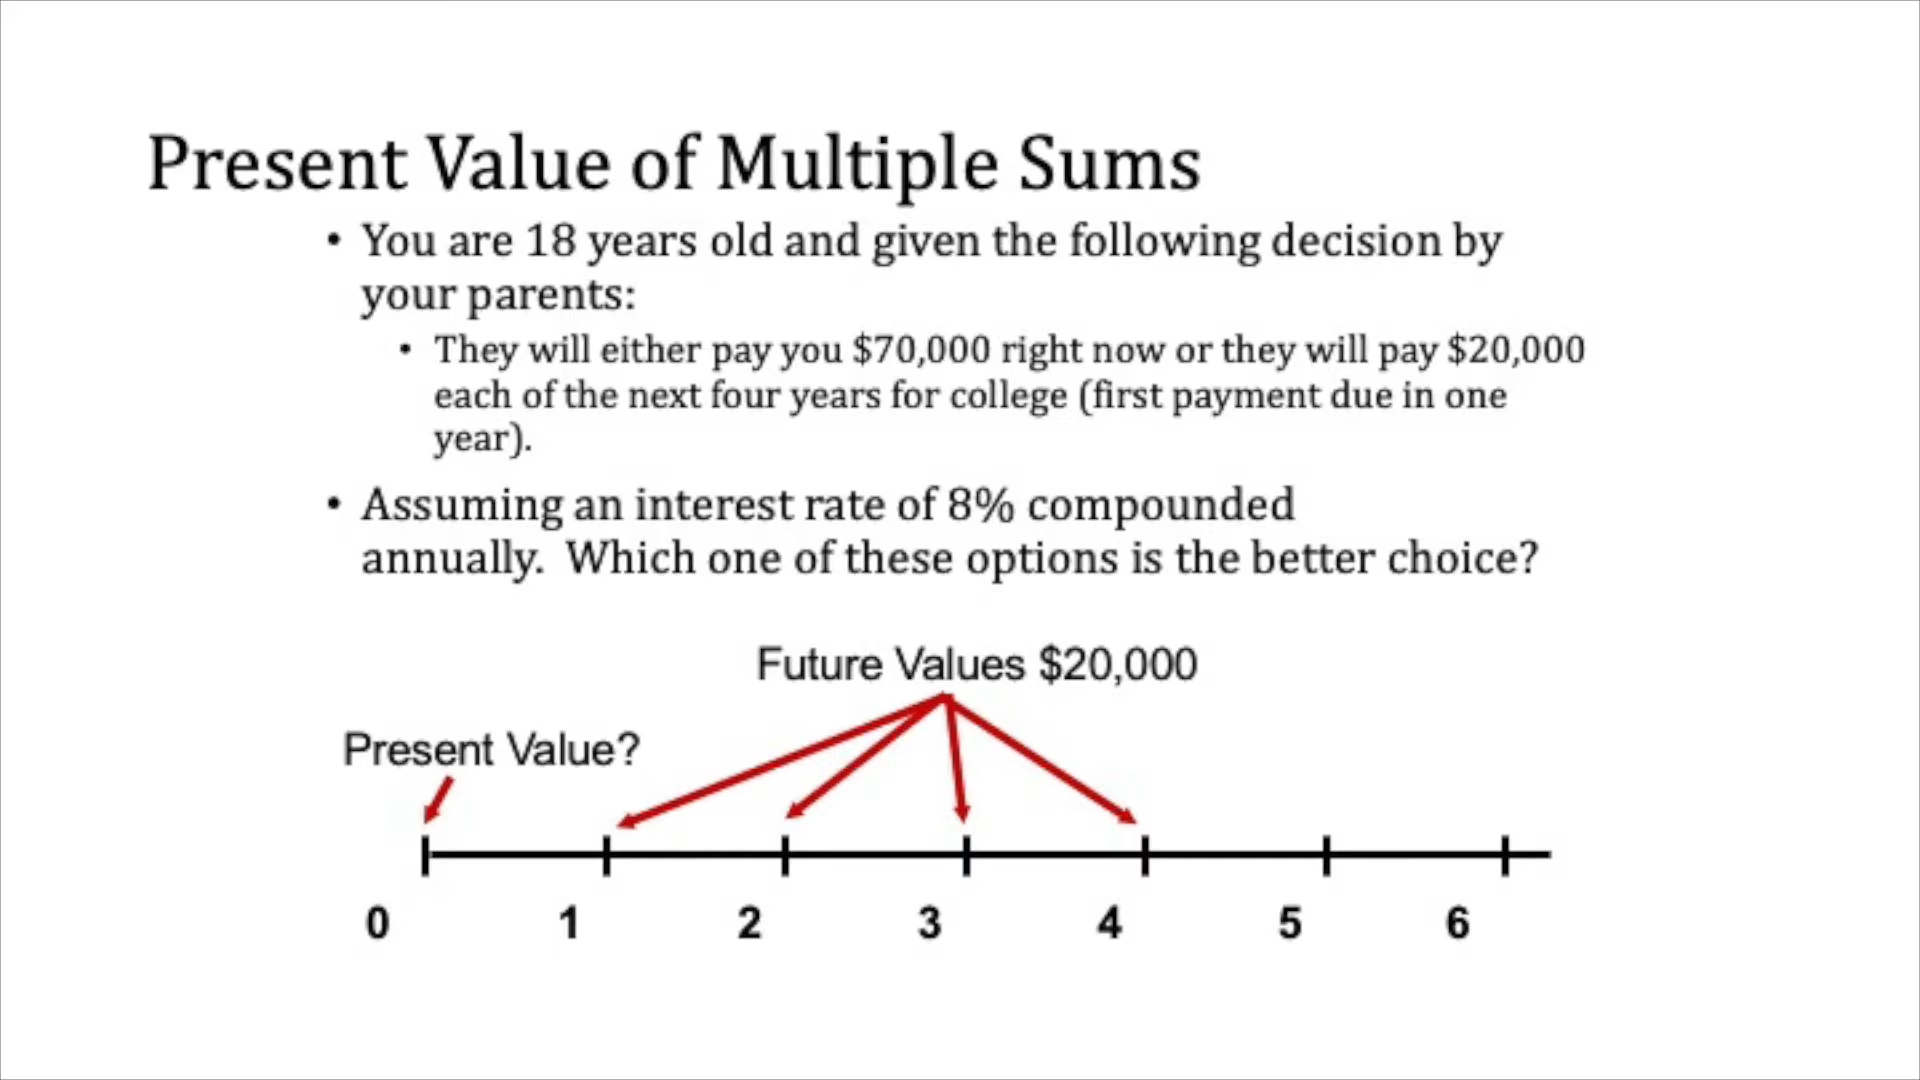 Present Value of Multiple Sums
• You are 18 years old and given the following decision by
your parents:
• They will either pay you $70,000 right now or they will pay $20,000
each of the next four years for college (first payment due in one
year).
• Assuming an interest rate of 8% compounded
annually.  Which one of these options is the better choice?
Future Values $20,000
Present Value?
0 1 2 3 4 5 6